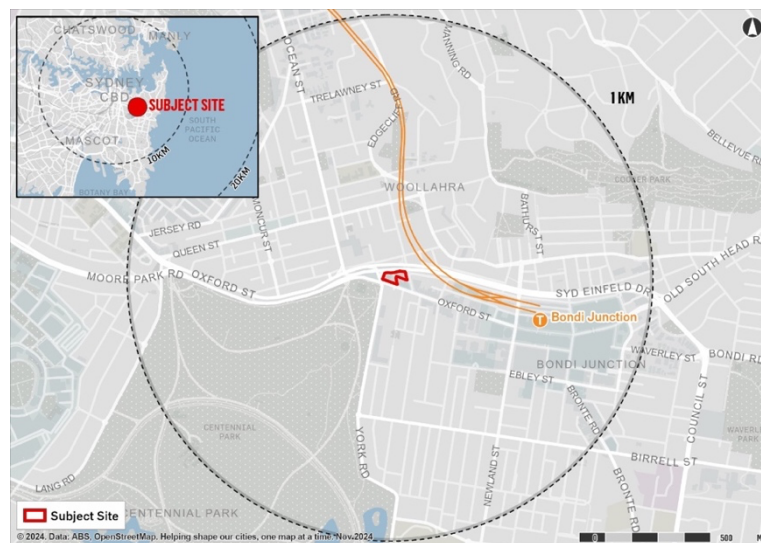 CHATSWOOD
MANLY
SYDNEY
CBD
SUBJECT SITE
SOUTH
PACIFIC
OCEAN
MASCOT
10KM
20KM
BOTANY BAY
OCEAN ST
TRELAWNEY ST
MANNING RD
1 KM
BELLEVUE RD
COOPER PARK
WOOLLAHRA
BATHURST ST
JERSEY RD
MONCUR ST
QUEEN ST
MOORE PARK RD
OXFORD ST
OLD SOUTH HEAD R
SYD EINFELD DR
OXFORD ST
T Bondi Junction
WAVERLEY ST
BONDI RD
BONDI JUNCTION
EBLEY ST
COUNCIL ST
BRONTE RD
CENTENNIAL
PARK
YORK RD
NEWLAND ST
WAVERLEY
PARK
BIRRELL ST
LANG RD
BRONTE RD
CENTENNIAL PARK
Subject Site
0 500 M
© 2024. Data: ABS, OpenStreetMap. Helping shape our cities, one map at a time. Nov 2024